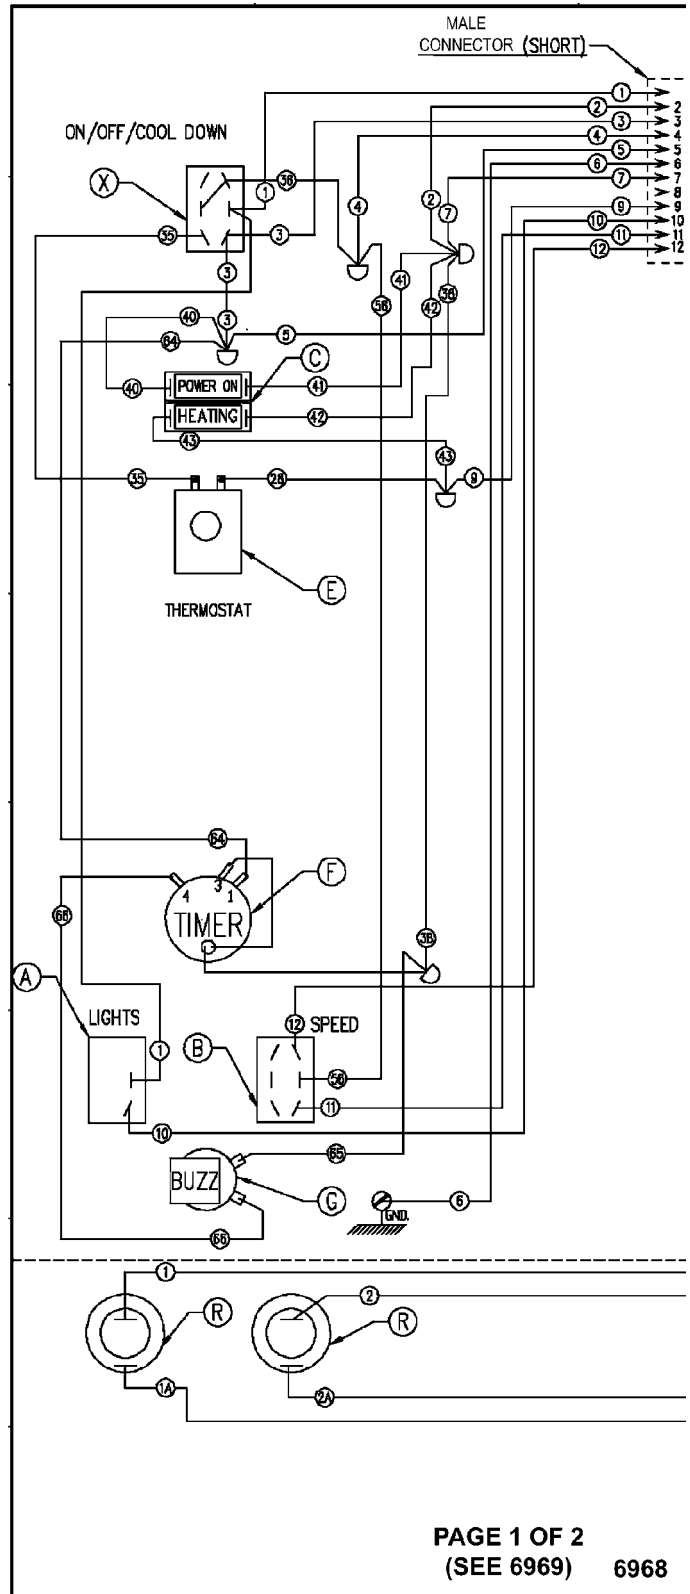 MALE
CONNECTOR (SHORT)
1
2
2
3
3
4
4
5
5
6
6
7
7
8
9
9
10
10
11
11
12
12
ON/OFF/COOL DOWN
X
1
36
35
3
4
2
7
3
41
56
42
36
40
3
5
64
C
40
POWER ON
41
HEATING
42
43
43
35
28
9
E
THERMOSTAT
64
4
3
1
F
66
TIMER
36
A
LIGHTS
12
SPEED
1
B
56
11
10
65
BUZZ
G
6
GND.
66
1
2
R
R
1A
2A
PAGE 1 OF 2
(SEE 6969) 6968